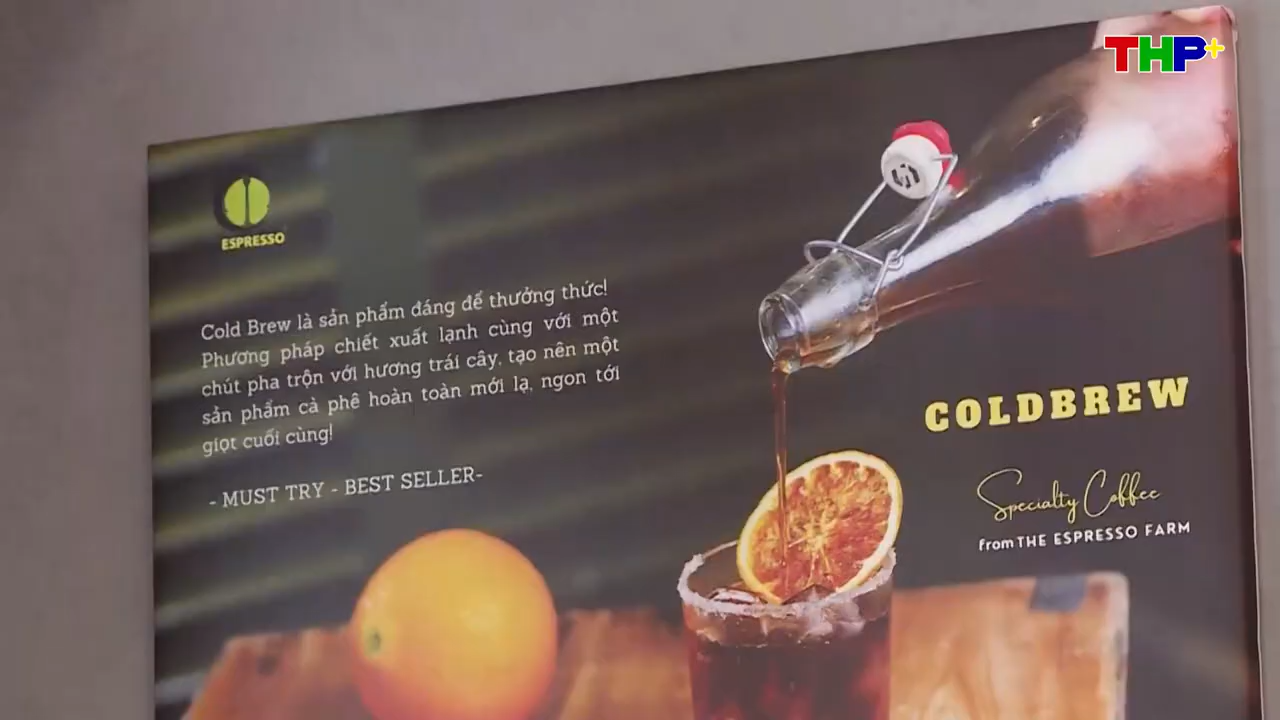 THP+
ESPRESSO
Cold Brew là sản phẩm đáng để thưởng thức!
Phương pháp chiết xuất lạnh cùng với một
chút pha trộn với hương trái cây, tạo nên một
sản phẩm cà phê hoàn toàn mới lạ, ngon tới
giọt cuối cùng!
- MUST TRY - BEST SELLER-
COLDBREW
Specialty Coffee
from THE ESPRESSO FARM